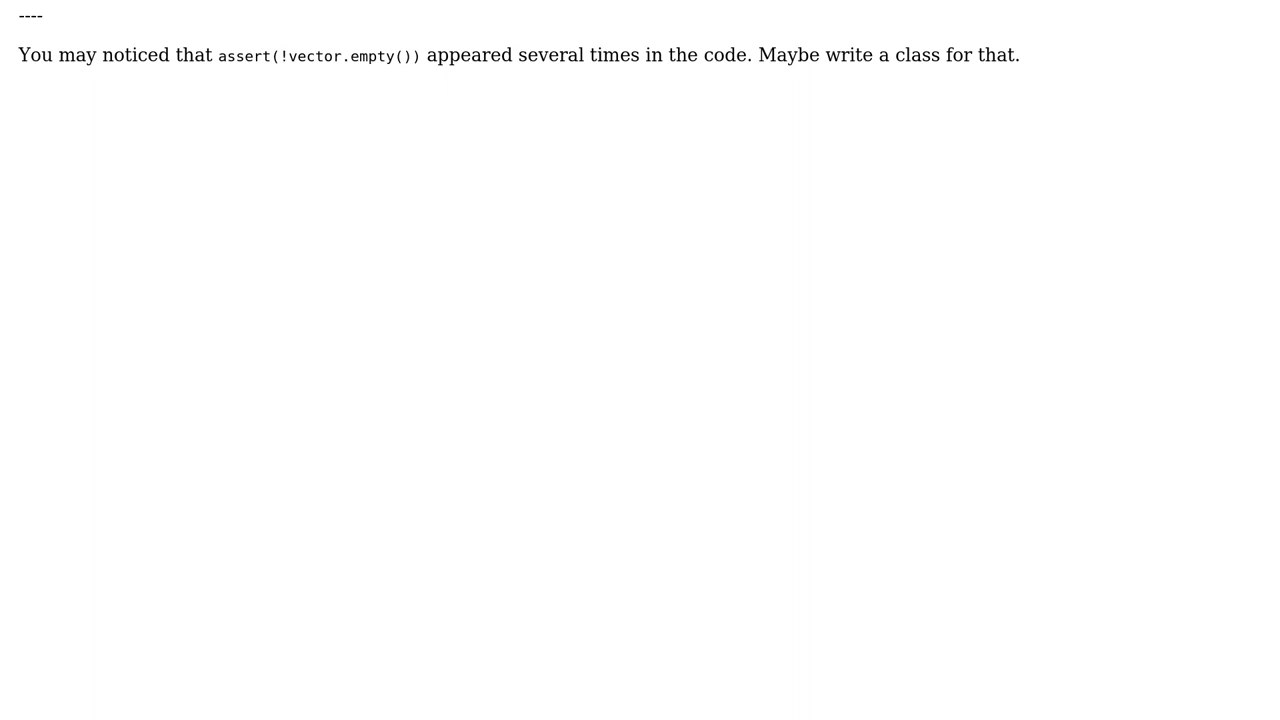 ----
You may noticed that assert(!vector.empty()) appeared several times in the code. Maybe write a class for that.